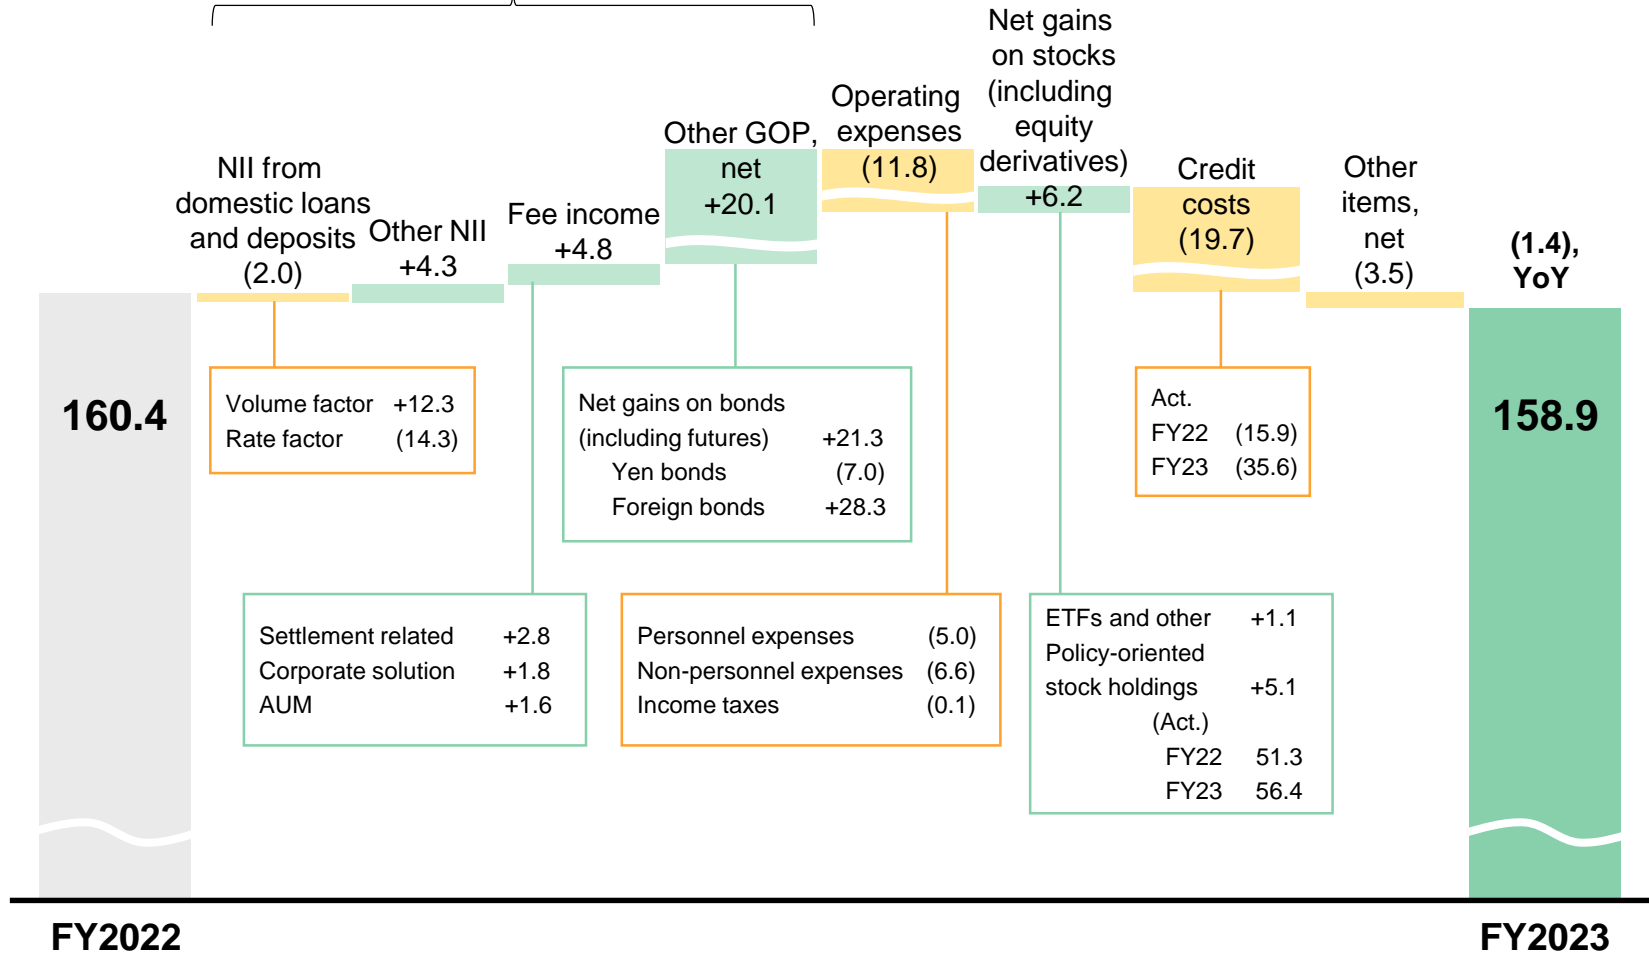 NII from
domestic loans
and deposits
(2.0)
Other NII
+4.3
Fee income
+4.8
Other GOP,
net
+20.1
Operating
expenses
(11.8)
Net gains
on stocks
(including
equity
derivatives)
+6.2
Credit
costs
(19.7)
Other
items,
net
(3.5)
(1.4),
YoY
160.4
Volume factor +12.3
Rate factor (14.3)
Net gains on bonds
(including futures) +21.3
Yen bonds (7.0)
Foreign bonds +28.3
Act.
FY22 (15.9)
FY23 (35.6)
158.9
Settlement related +2.8
Corporate solution +1.8
AUM +1.6
Personnel expenses (5.0)
Non-personnel expenses (6.6)
Income taxes (0.1)
ETFs and other +1.1
Policy-oriented
stock holdings +5.1
(Act.)
FY22 51.3
FY23 56.4
FY2022
FY2023